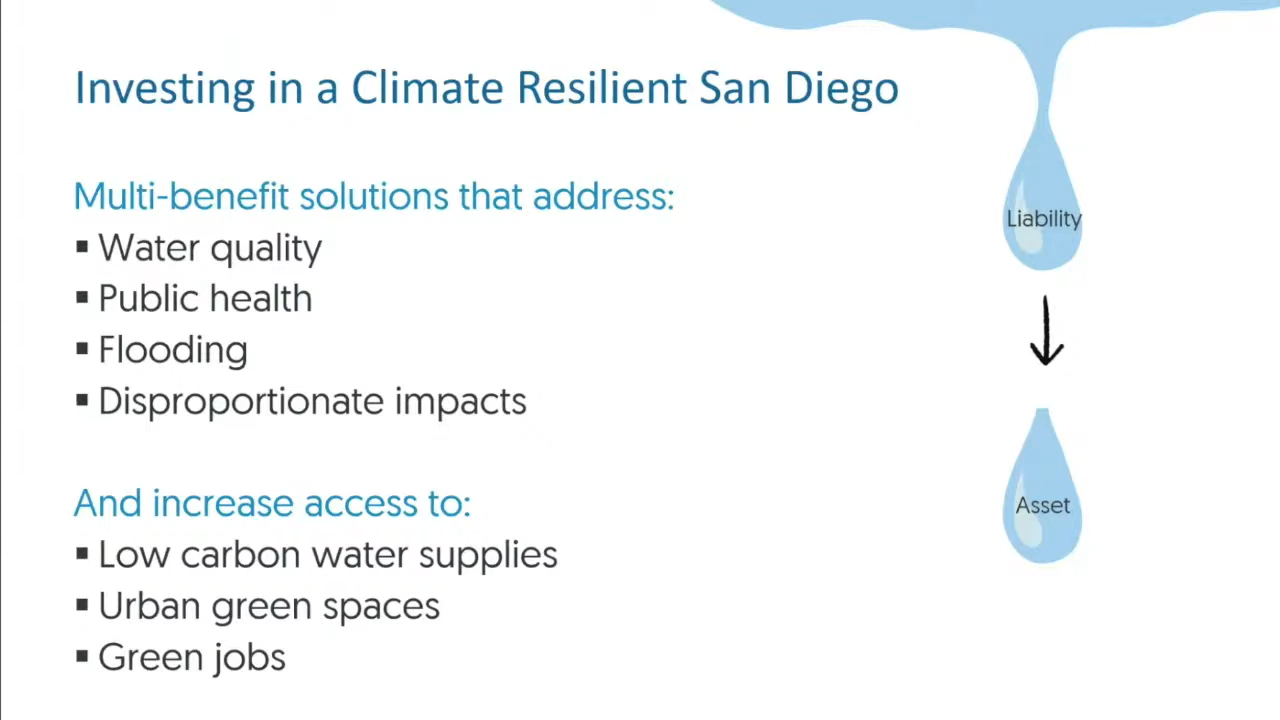 Investing in a Climate Resilient San Diego
Multi-benefit solutions that address:
▪ Water quality
▪ Public health
▪ Flooding
▪ Disproportionate impacts
And increase access to:
▪ Low carbon water supplies
▪ Urban green spaces
▪ Green jobs
Liability
Asset